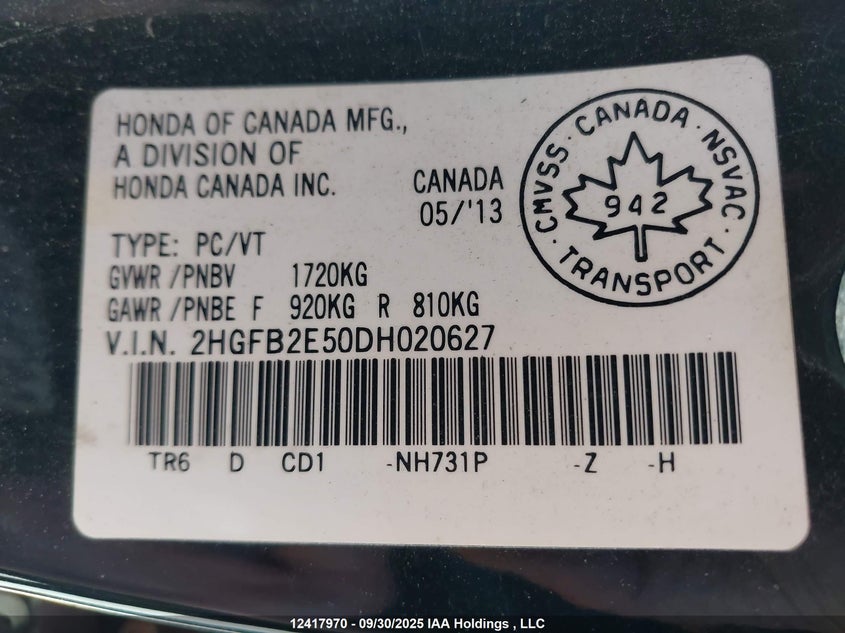 HONDA OF CANADA MFG.,
A DIVISION OF
HONDA CANADA INC.
CANADA
05/'13
CMVSS · CANADA · NSVAC · TRANSPORT ·
942
TYPE: PC/VT
GVWR /PNBV 1720KG
GAWR /PNBE F 920KG R 810KG
V.I.N. 2HGFB2E50DH020627
TR6 D CD1 -NH731P -Z -H
12417970 - 09/30/2025 IAA Holdings , LLC